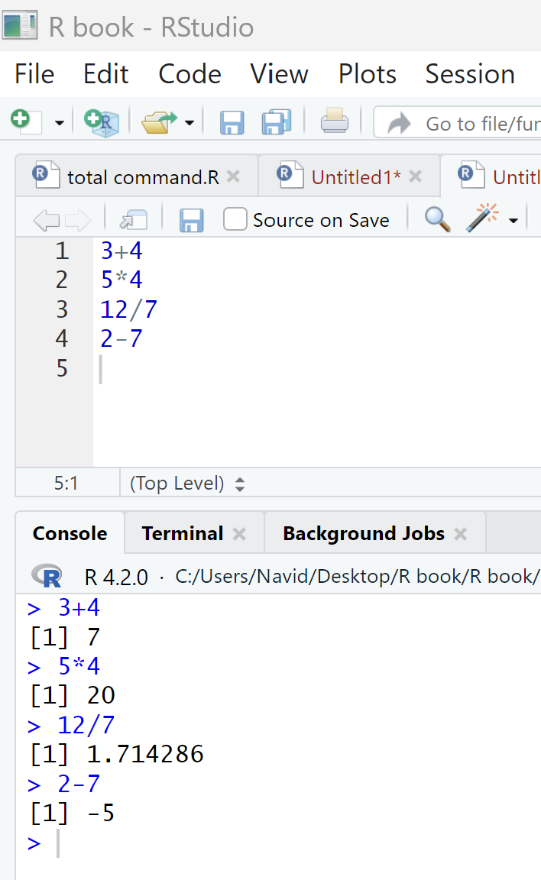 R book - RStudio
File Edit Code View Plots Session
R Go to file/fun
R total command.R × R Untitled1* × R Untitl
Source on Save
1 3+4
2 5*4
3 12/7
4 2-7
5
5:1 (Top Level)
Console Terminal × Background Jobs ×
R R 4.2.0 · C:/Users/Navid/Desktop/R book/R book/
> 3+4
[1] 7
> 5*4
[1] 20
> 12/7
[1] 1.714286
> 2-7
[1] -5
>